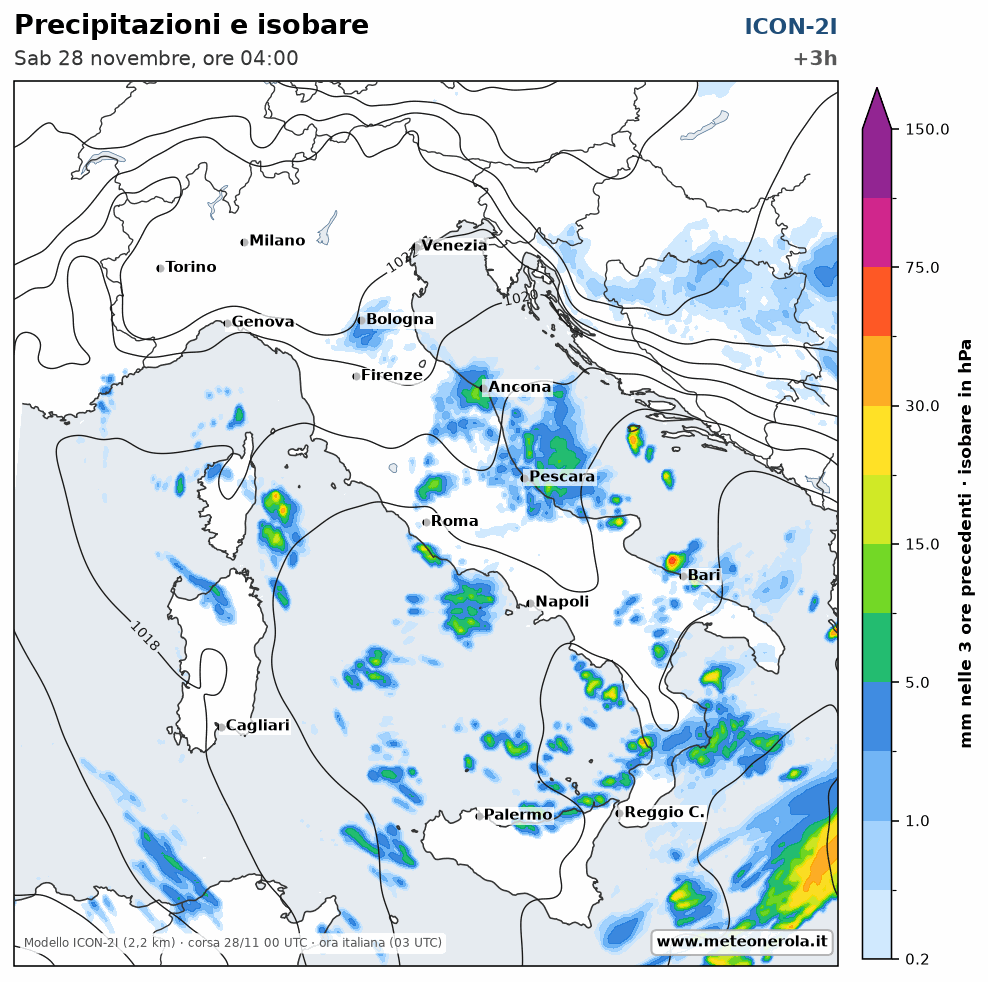 Precipitazioni e isobare
ICON-2I
Sab 28 novembre, ore 04:00
+3h
150.0
75.0
30.0
15.0
5.0
1.0
0.2
mm nelle 3 ore precedenti · isobare in hPa
Milano
Venezia
Torino
1020
Genova
Bologna
Firenze
Ancona
Pescara
Roma
Bari
Napoli
1018
Cagliari
Palermo
Reggio C.
Modello ICON-2I (2,2 km) · corsa 28/11 00 UTC · ora italiana (03 UTC)
www.meteonerola.it